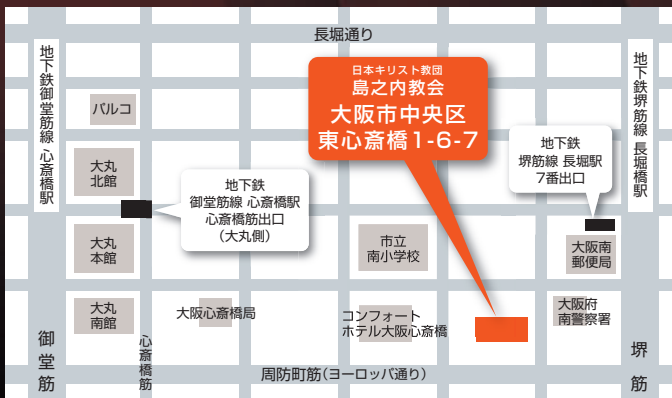 長堀通り
地下鉄御堂筋線 心斎橋駅
地下鉄堺筋線 長堀橋駅
日本キリスト教団
島之内教会
大阪市中央区
東心斎橋1-6-7
パルコ
大丸
北館
地下鉄
堺筋線 長堀駅
7番出口
地下鉄
御堂筋線 心斎橋駅
心斎橋筋出口
(大丸側)
大丸
本館
市立
南小学校
大阪南
郵便局
大丸
南館
大阪心斎橋局
コンフォート
ホテル大阪心斎橋
大阪府
南警察署
御堂筋
心斎橋筋
周防町筋(ヨーロッパ通り)
堺筋